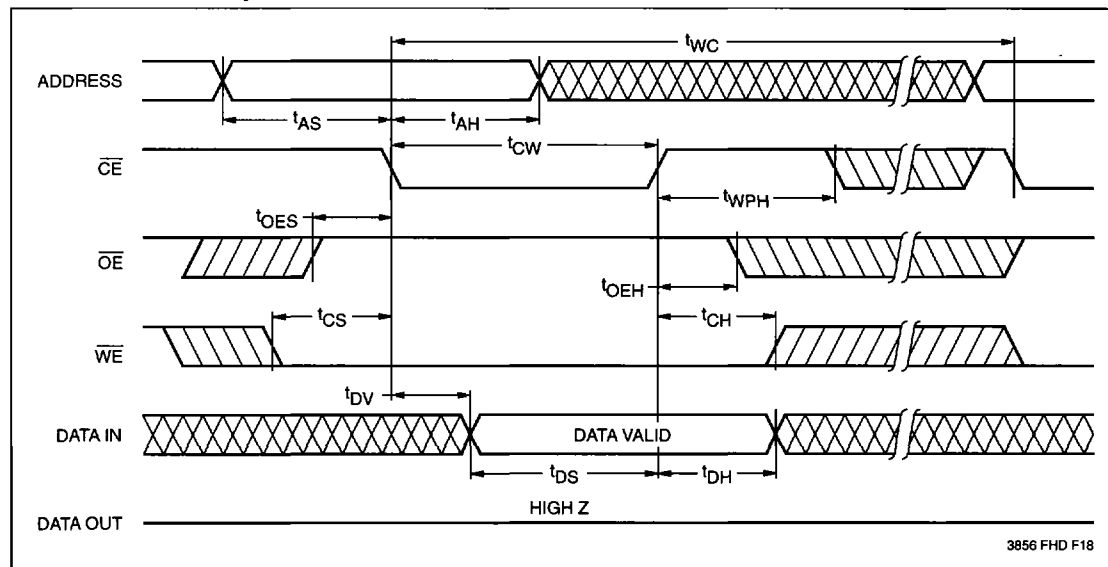 tWC
ADDRESS
tAS
tAH
tCW
CE
tWPH
tOES
OE
tOEH
tCS
tCH
WE
tDV
DATA IN
DATA VALID
tDS
tDH
HIGH Z
DATA OUT
3856 FHD F18